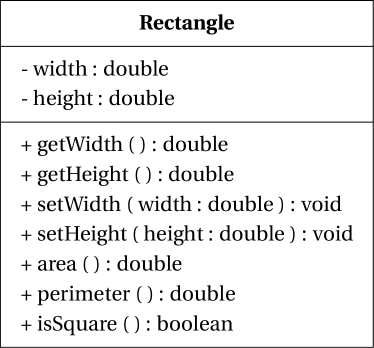 Rectangle
- width : double
- height : double
+ getWidth ( ) : double
+ getHeight ( ) : double
+ setWidth ( width : double ) : void
+ setHeight ( height : double ) : void
+ area ( ) : double
+ perimeter ( ) : double
+ isSquare ( ) : boolean